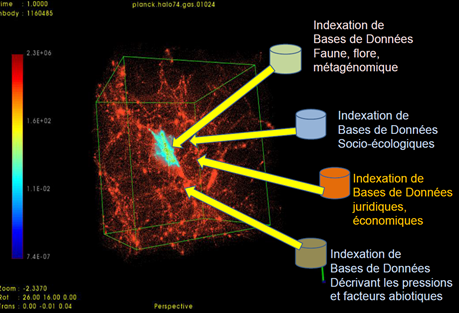 Time : 1.0000
planck.halo74.gas.01024
nbody : 1160485
2.3E+06
1.6E+02
1.1E-02
7.4E-07
Indexation de
Bases de Données
Faune, flore,
métagénomique
Indexation de
Bases de Données
Socio-écologiques
Indexation de
Bases de Données
juridiques,
économiques
Indexation de
Bases de Données
Décrivant les pressions
et facteurs abiotiques
Zoom : -2.3370
Rot : 26.00 16.00 0.00
Trans : 0.00 -0.01 0.04
Perspective